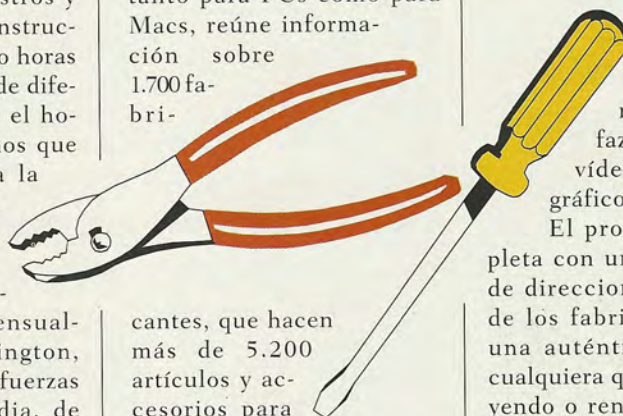 stros y
nstruc-
o horas
de dife-
el ho-
os que
a la
-
ensual-
ington,
fuerzas
dia, de
tanto para PCs como para
Macs, reúne informa-
ción sobre
1.700 fa-
bri-
cantes, que hacen
más de 5.200
artículos y ac-
cesorios para
faz
víde
gráfico
El pro
pleta con un
de direccion
de los fabri
una auténti
cualquiera q
yendo o ren